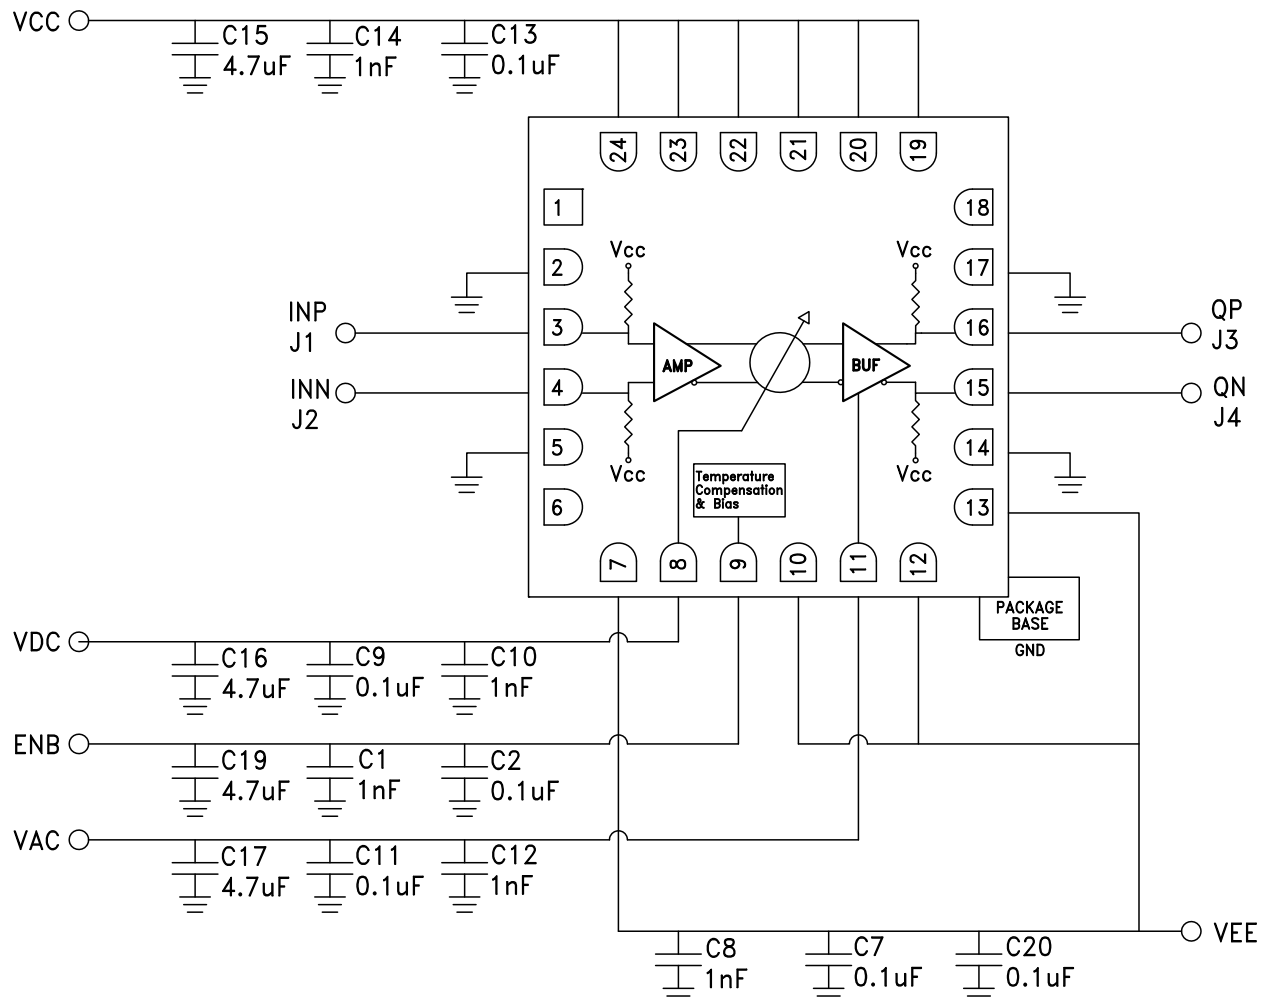 VCC
C15
4.7uF
C14
1nF
C13
0.1uF
24
23
22
21
20
19
1
18
2
Vcc
Vcc
17
INP
J1
3
16
QP
J3
AMP
BUF
INN
J2
4
15
QN
J4
5
Vcc
Vcc
14
Temperature
Compensation
& Bias
6
13
7
8
9
10
11
12
PACKAGE
BASE
GND
VDC
C16
4.7uF
C9
0.1uF
C10
1nF
ENB
C19
4.7uF
C1
1nF
C2
0.1uF
VAC
C17
4.7uF
C11
0.1uF
C12
1nF
VEE
C8
1nF
C7
0.1uF
C20
0.1uF